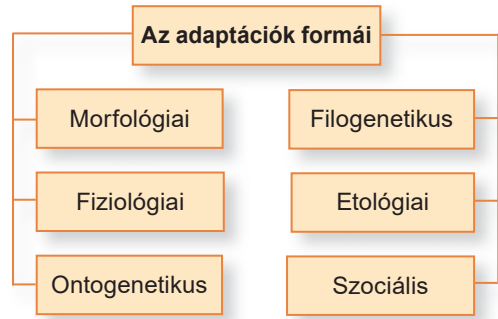 Az adaptációk formái
Morfológiai
Filogenetikus
Fiziológiai
Etológiai
Ontogenetikus
Szociális